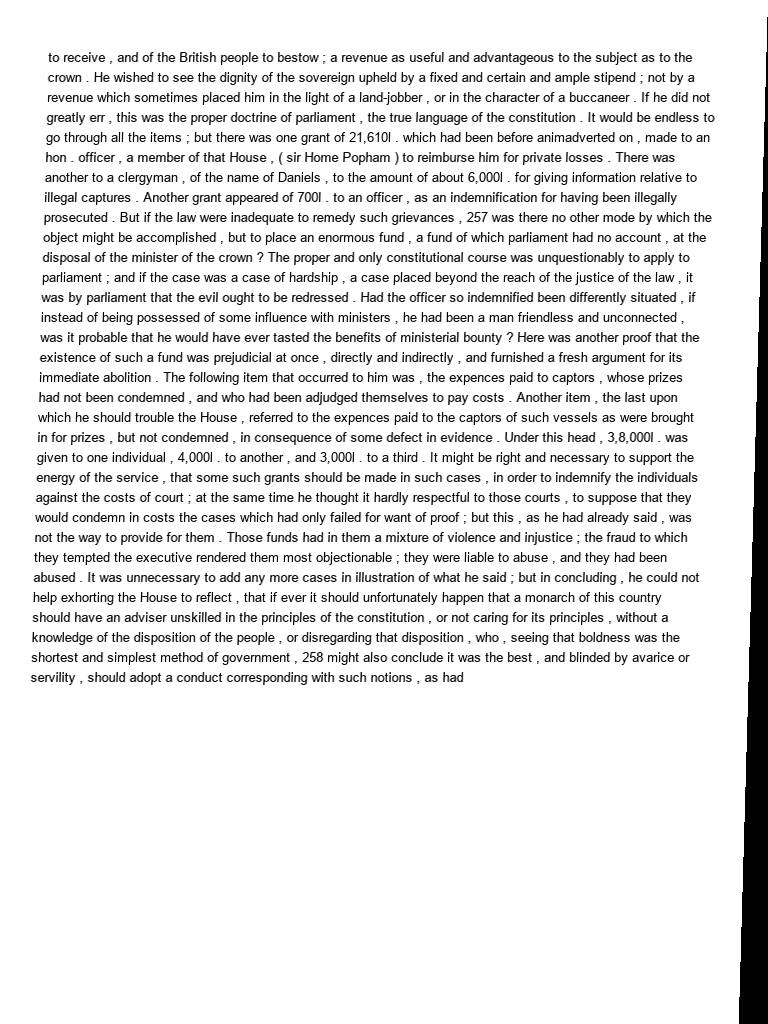 to receive , and of the British people to bestow ; a revenue as useful and advantageous to the subject as to the
crown . He wished to see the dignity of the sovereign upheld by a fixed and certain and ample stipend ; not by a
revenue which sometimes placed him in the light of a land-jobber , or in the character of a buccaneer . If he did not
greatly err , this was the proper doctrine of parliament , the true language of the constitution . It would be endless to
go through all the items ; but there was one grant of 21,610l . which had been before animadverted on , made to an
hon . officer , a member of that House , ( sir Home Popham ) to reimburse him for private losses . There was
another to a clergyman , of the name of Daniels , to the amount of about 6,000l . for giving information relative to
illegal captures . Another grant appeared of 700l . to an officer , as an indemnification for having been illegally
prosecuted . But if the law were inadequate to remedy such grievances , 257 was there no other mode by which the
object might be accomplished , but to place an enormous fund , a fund of which parliament had no account , at the
disposal of the minister of the crown ? The proper and only constitutional course was unquestionably to apply to
parliament ; and if the case was a case of hardship , a case placed beyond the reach of the justice of the law , it
was by parliament that the evil ought to be redressed . Had the officer so indemnified been differently situated , if
instead of being possessed of some influence with ministers , he had been a man friendless and unconnected ,
was it probable that he would have ever tasted the benefits of ministerial bounty ? Here was another proof that the
existence of such a fund was prejudicial at once , directly and indirectly , and furnished a fresh argument for its
immediate abolition . The following item that occurred to him was , the expences paid to captors , whose prizes
had not been condemned , and who had been adjudged themselves to pay costs . Another item , the last upon
which he should trouble the House , referred to the expences paid to the captors of such vessels as were brought
in for prizes , but not condemned , in consequence of some defect in evidence . Under this head , 3,8,000l . was
given to one individual , 4,000l . to another , and 3,000l . to a third . It might be right and necessary to support the
energy of the service , that some such grants should be made in such cases , in order to indemnify the individuals
against the costs of court ; at the same time he thought it hardly respectful to those courts , to suppose that they
would condemn in costs the cases which had only failed for want of proof ; but this , as he had already said , was
not the way to provide for them . Those funds had in them a mixture of violence and injustice ; the fraud to which
they tempted the executive rendered them most objectionable ; they were liable to abuse , and they had been
abused . It was unnecessary to add any more cases in illustration of what he said ; but in concluding , he could not
help exhorting the House to reflect , that if ever it should unfortunately happen that a monarch of this country
should have an adviser unskilled in the principles of the constitution , or not caring for its principles , without a
knowledge of the disposition of the people , or disregarding that disposition , who , seeing that boldness was the
shortest and simplest method of government , 258 might also conclude it was the best , and blinded by avarice or
servility , should adopt a conduct corresponding with such notions , as had